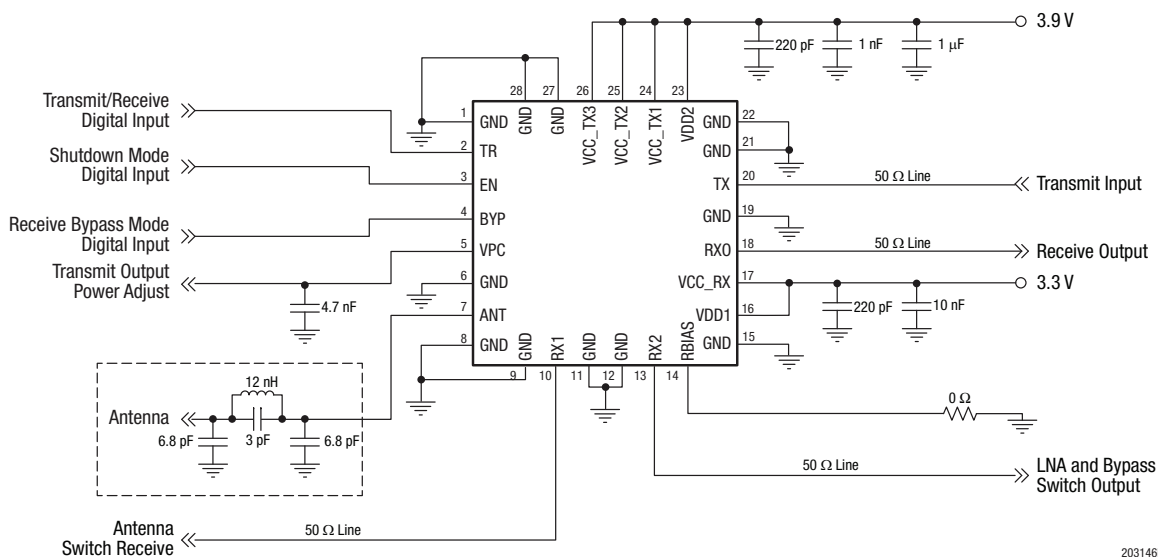 3.9 V
220 pF
1 nF
1 µF
28
27
26
25
24
23
GND
GND
VCC_TX3
VCC_TX2
VCC_TX1
VDD2
Transmit/Receive
Digital Input
Shutdown Mode
Digital Input
Receive Bypass Mode
Digital Input
Transmit Output
Power Adjust
4.7 nF
1
GND
2
TR
3
EN
4
BYP
5
VPC
6
GND
7
ANT
8
GND
GND
22
GND
21
TX
20
50 Ω Line
Transmit Input
GND
19
RXO
18
50 Ω Line
Receive Output
VCC_RX
17
3.3 V
220 pF
10 nF
VDD1
16
GND
15
GND
RX1
GND
GND
RX2
RBIAS
9
10
11
12
13
14
12 nH
Antenna
6.8 pF
3 pF
6.8 pF
0 Ω
50 Ω Line
LNA and Bypass
Switch Output
Antenna
Switch Receive
50 Ω Line
203146